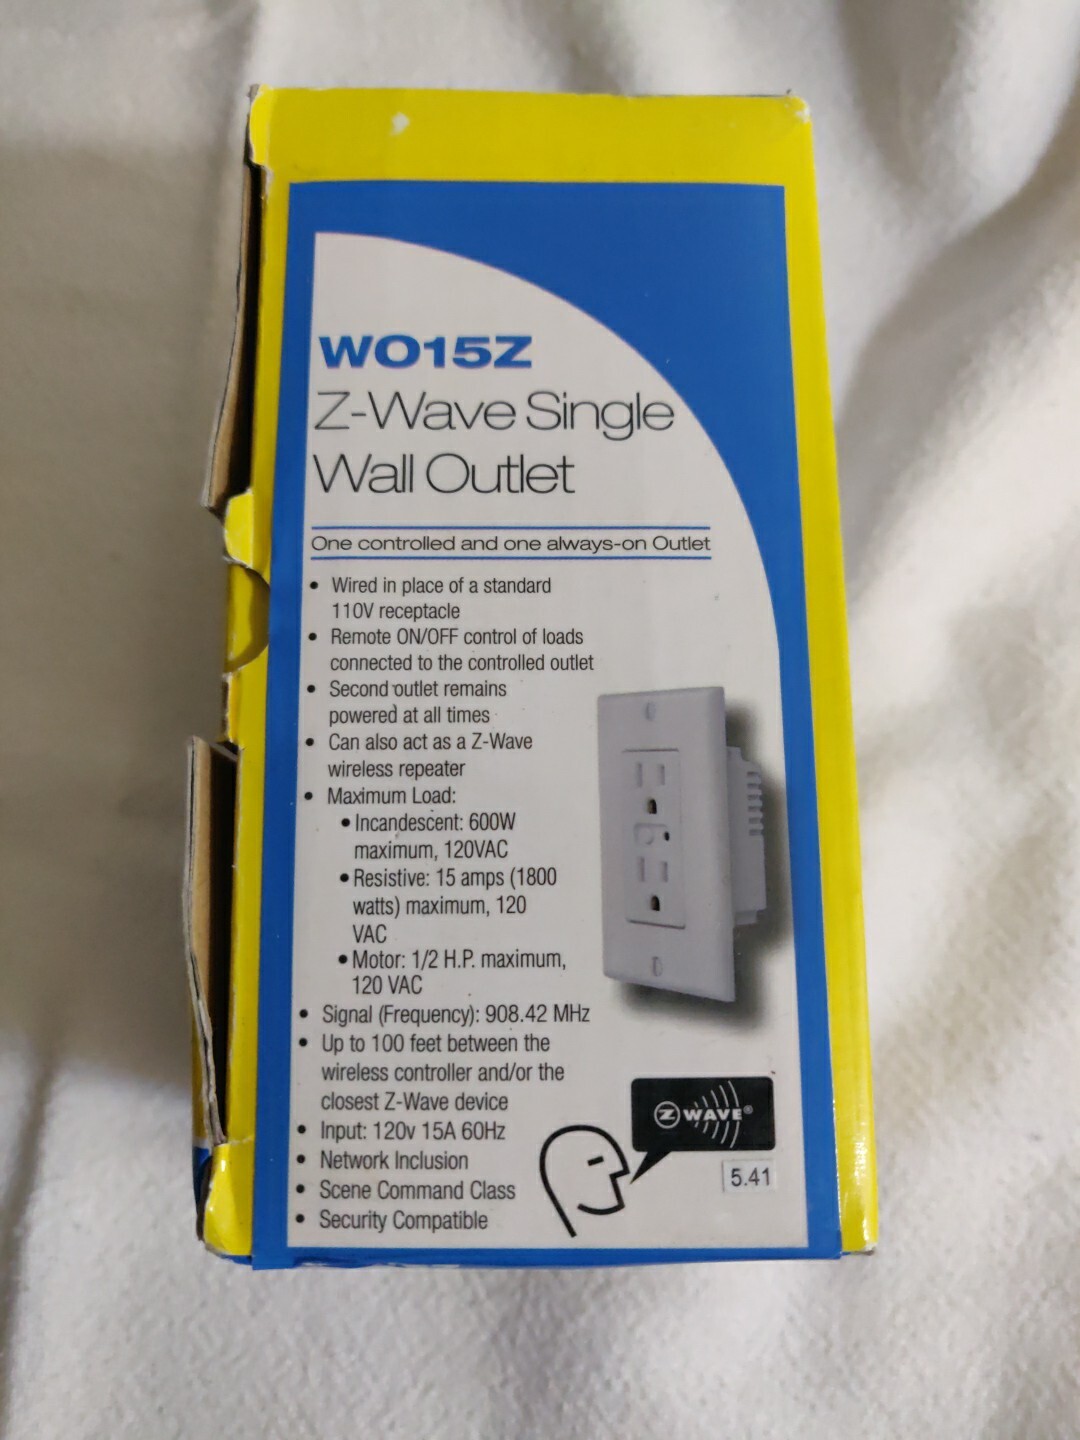 WO15Z
Z-Wave Single
Wall Outlet
One controlled and one always-on Outlet
• Wired in place of a standard
110V receptacle
• Remote ON/OFF control of loads
connected to the controlled outlet
• Second outlet remains
powered at all times
• Can also act as a Z-Wave
wireless repeater
• Maximum Load:
• Incandescent: 600W
maximum, 120VAC
• Resistive: 15 amps (1800
watts) maximum, 120
VAC
• Motor: 1/2 H.P. maximum,
120 VAC
• Signal (Frequency): 908.42 MHz
• Up to 100 feet between the
wireless controller and/or the
closest Z-Wave device
• Input: 120v 15A 60Hz
• Network Inclusion
• Scene Command Class
• Security Compatible
Z WAVE®
5.41